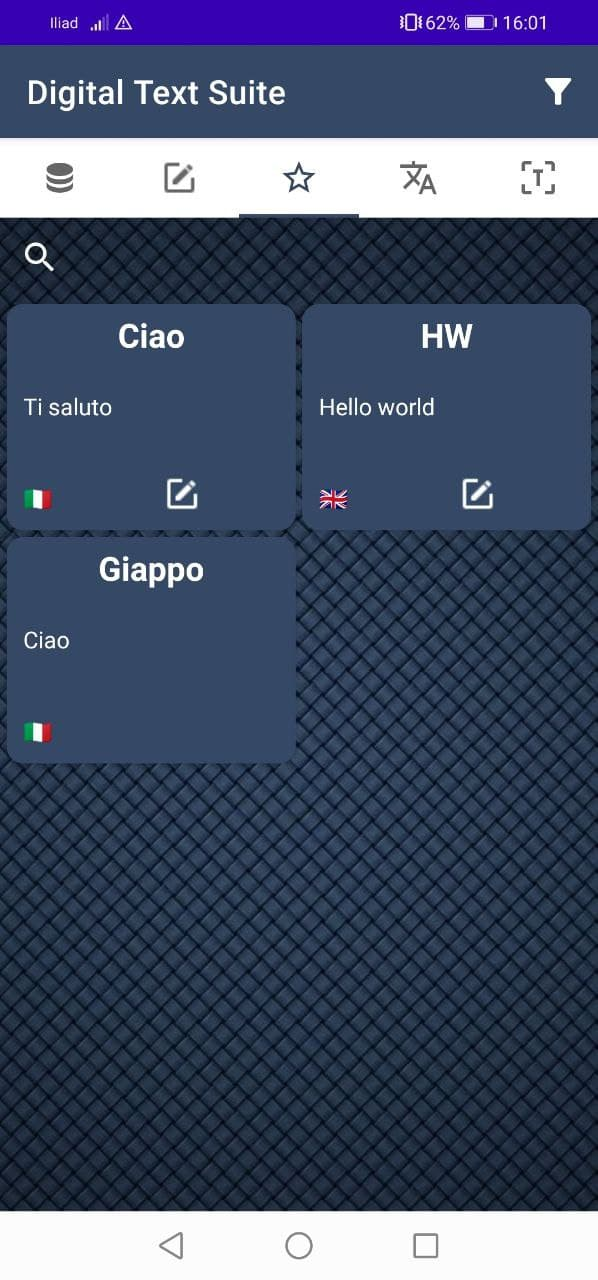 Iliad 62% 16:01
Digital Text Suite
Ciao
Ti saluto
HW
Hello world
Giappo
Ciao